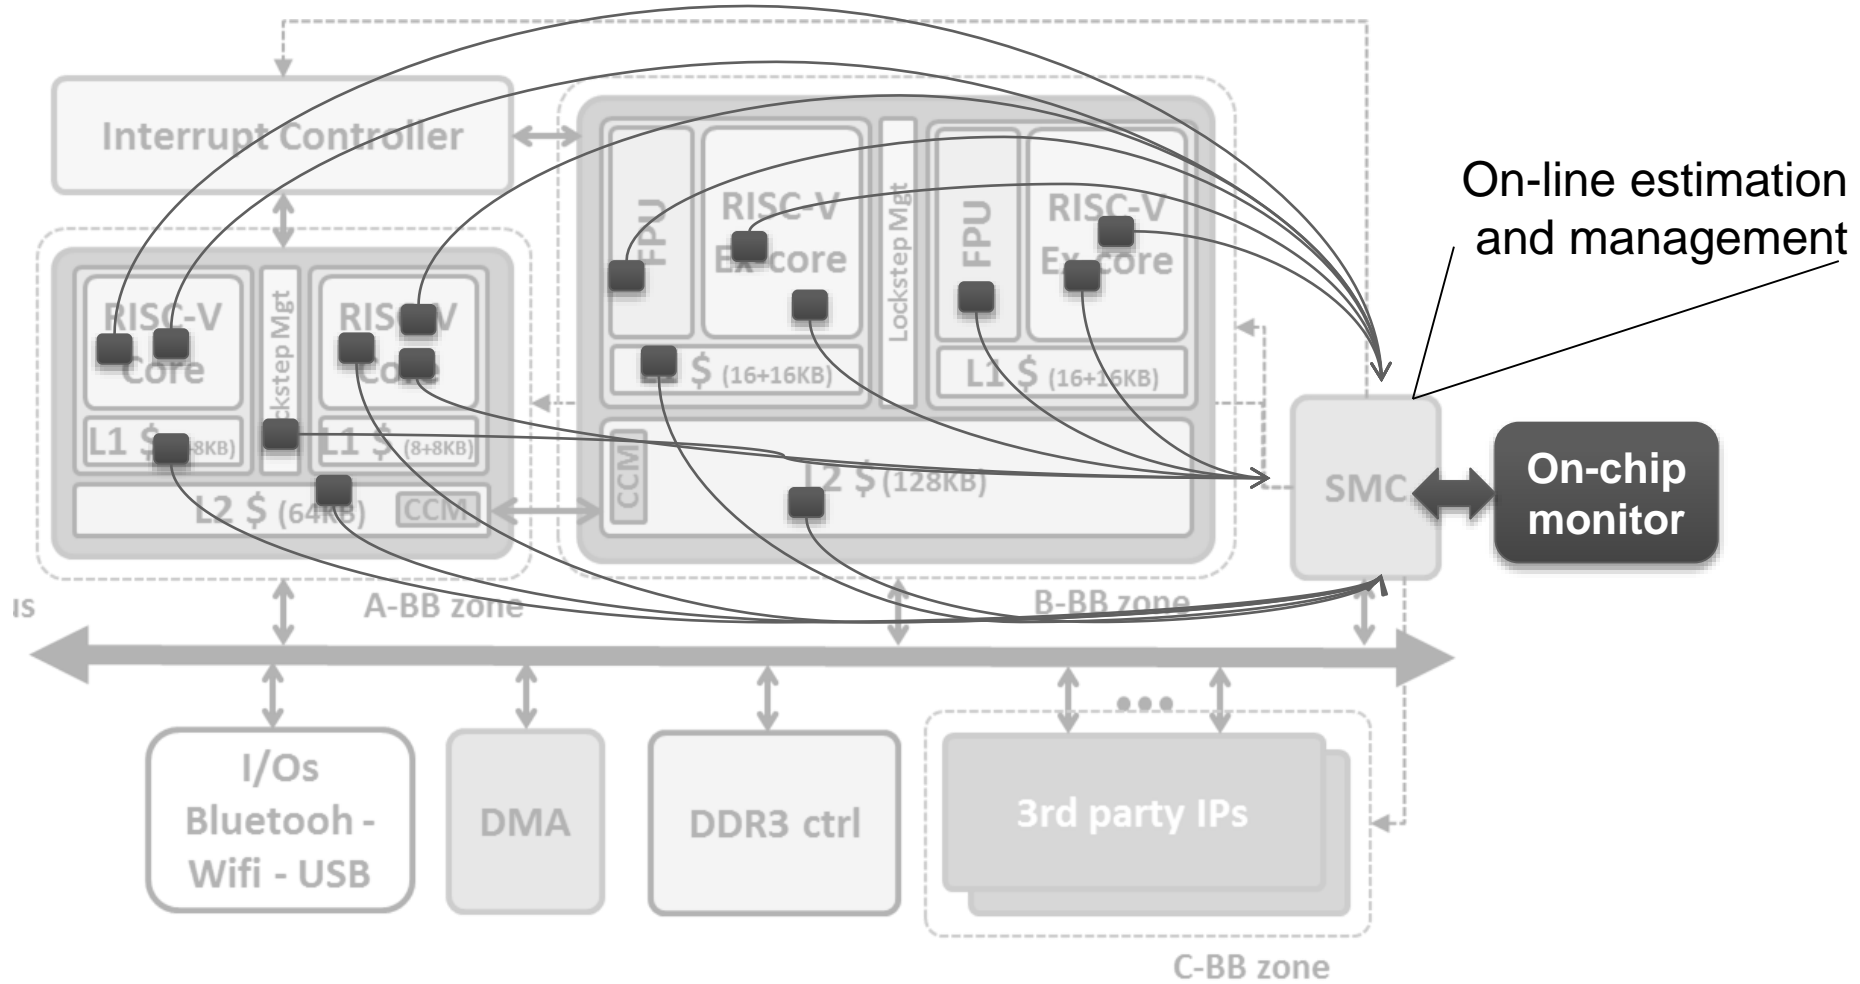 Interrupt Controller
On-line estimation
and management
FPU
RISC-V
Ex core
Lockstep Mgt
FPU
RISC-V
Ex core
L1 $ (16+16KB)
L1 $ (16+16KB)
CCM
L2 $ (128KB)
RISC-V
Core
Lockstep Mgt
RISC-V
Core
L1 $ (8+8KB)
L1 $ (8+8KB)
L2 $ (64KB)
CCM
SMC
On-chip
monitor
A-BB zone
B-BB zone
I/Os
Bluetooh -
Wifi - USB
DMA
DDR3 ctrl
•••
3rd party IPs
C-BB zone